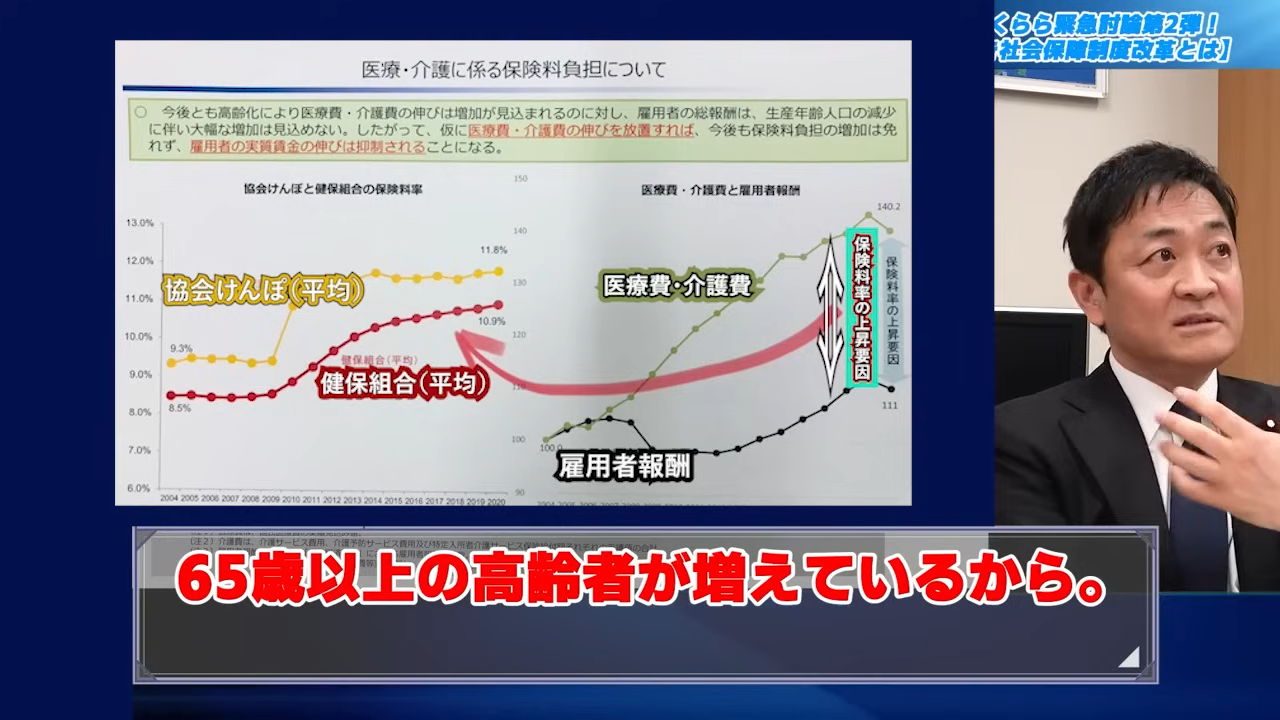 くらら緊急討論第2弾！
社会保障制度改革とは】
医療・介護に係る保険料負担について
○ 今後とも高齢化により医療費・介護費の伸びは増加が見込まれるのに対し、雇用者の総報酬は、生産年齢人口の減少
に伴い大幅な増加は見込めない。したがって、仮に医療費・介護費の伸びを放置すれば、今後も保険料負担の増加は免
れず、雇用者の実質賃金の伸びは抑制されることになる。
協会けんぽと健保組合の保険料率
13.0%
12.0%
11.0%
10.0%
9.0%
8.0%
7.0%
6.0%
11.8%
協会けんぽ(平均)
9.3%
10.9%
健保組合(平均)
健保組合(平均)
8.5%
2004 2005 2006 2007 2008 2009 2010 2011 2012 2013 2014 2015 2016 2017 2018 2019 2020
医療費・介護費と雇用者報酬
150
140
130
120
110
100
90
140.2
医療費・介護費
保険料率の上昇要因
保険料率の上昇要因
111
100.0
雇用者報酬
65歳以上の高齢者が増えているから。